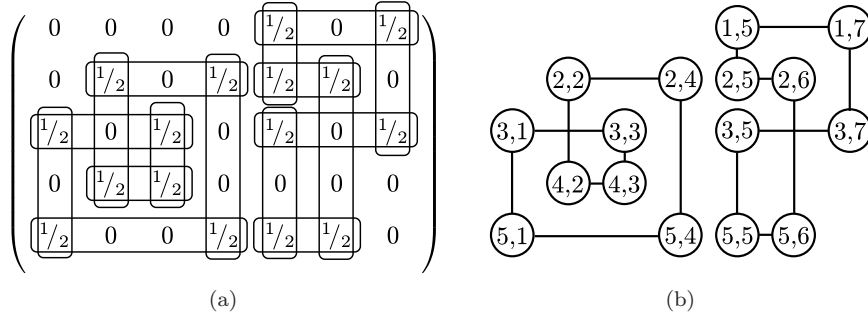 0 0 0 0 1/2 0 1/2
0 1/2 0 1/2 1/2 1/2 0
1/2 0 1/2 0 1/2 0 1/2
0 1/2 1/2 0 0 0 0
1/2 0 0 1/2 1/2 1/2 0
(a)
1,5 1,7
2,2 2,4 2,5 2,6
3,1 3,3 3,5 3,7
4,2 4,3
5,1 5,4 5,5 5,6
(b)